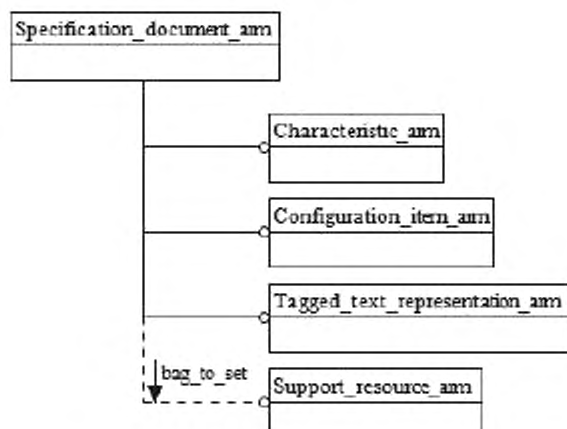 Specification_document_arm
Characteristic_arm
Configuration_item_arm
Tagged_text_representation_arm
bag_to_set
Support_resource_arm